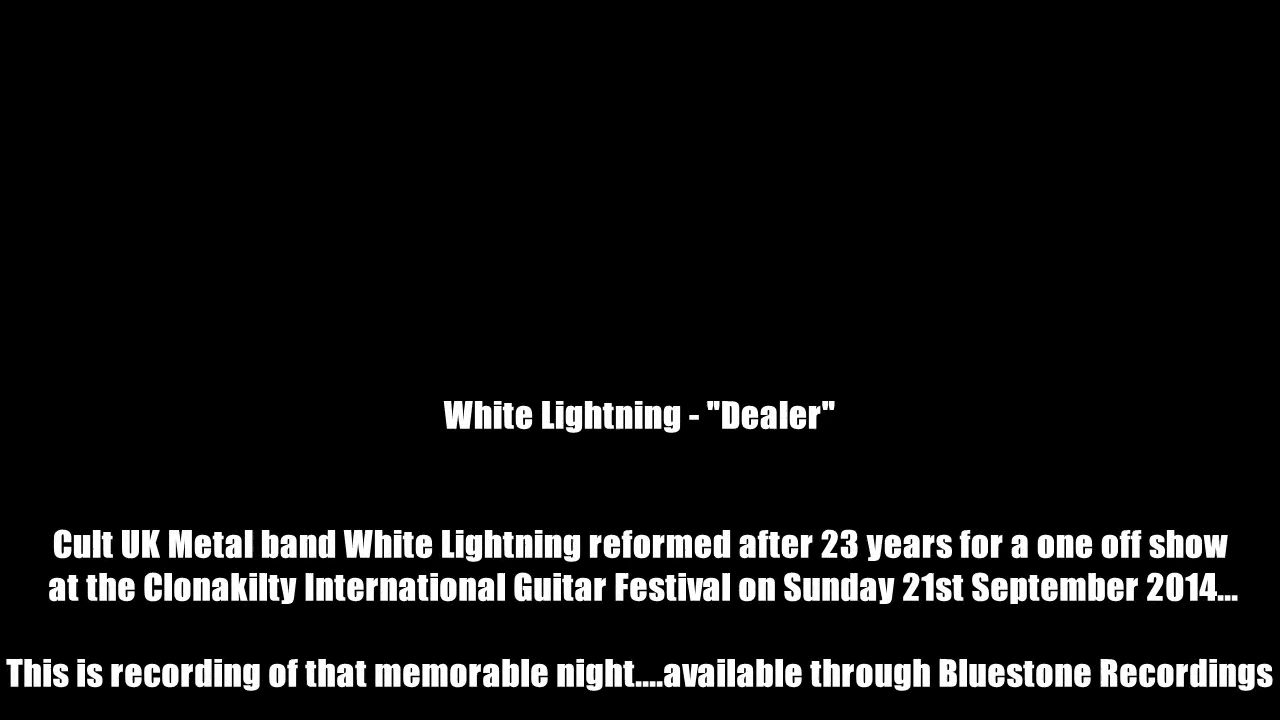 White Lightning - "Dealer"
Cult UK Metal band White Lightning reformed after 23 years for a one off show
at the Clonakilty International Guitar Festival on Sunday 21st September 2014...
This is recording of that memorable night....available through Bluestone Recordings